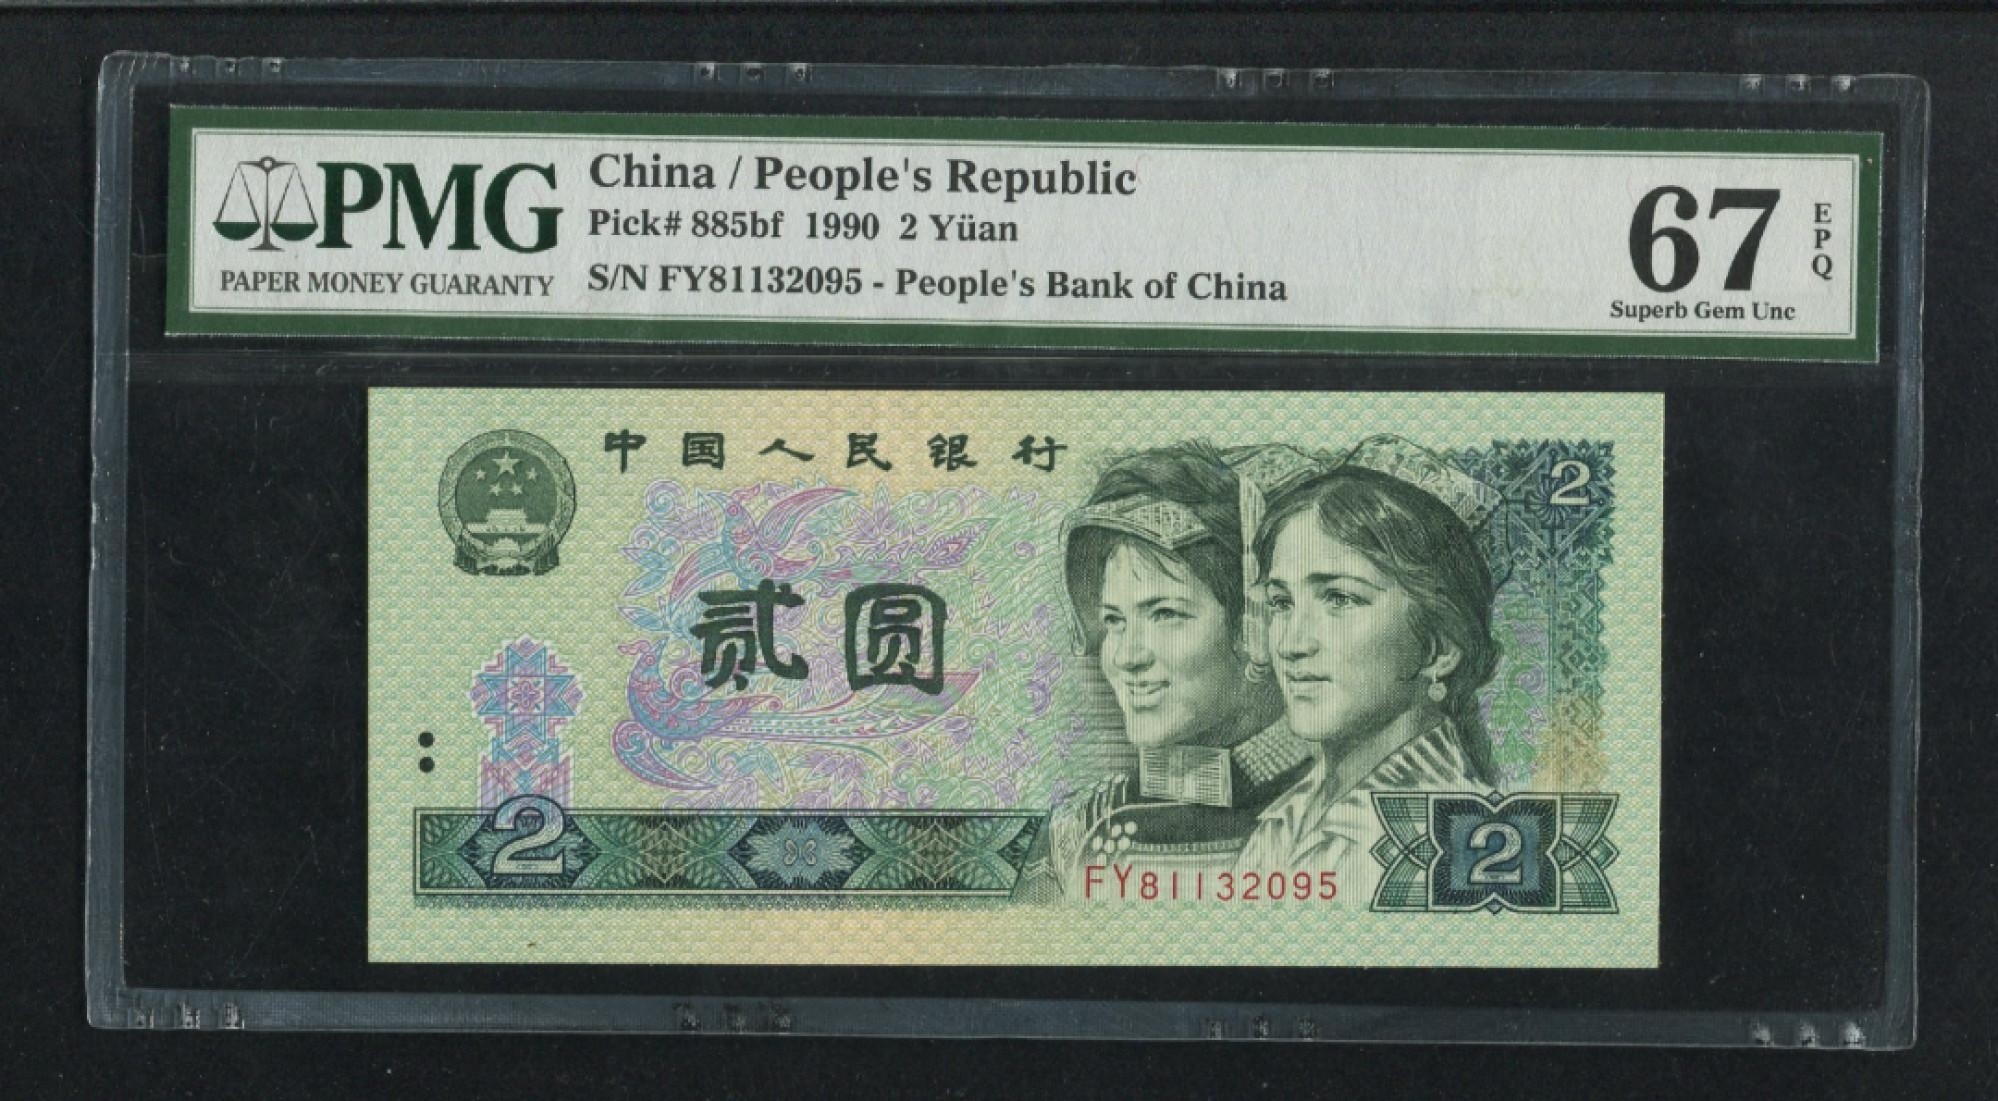 PMG
PAPER MONEY GUARANTY
China / People's Republic
Pick# 885bf 1990 2 Yüan
S/N FY81132095 - People's Bank of China
67
EPQ
Superb Gem Unc
中国人民银行
2
贰圆
2
FY81132095
2